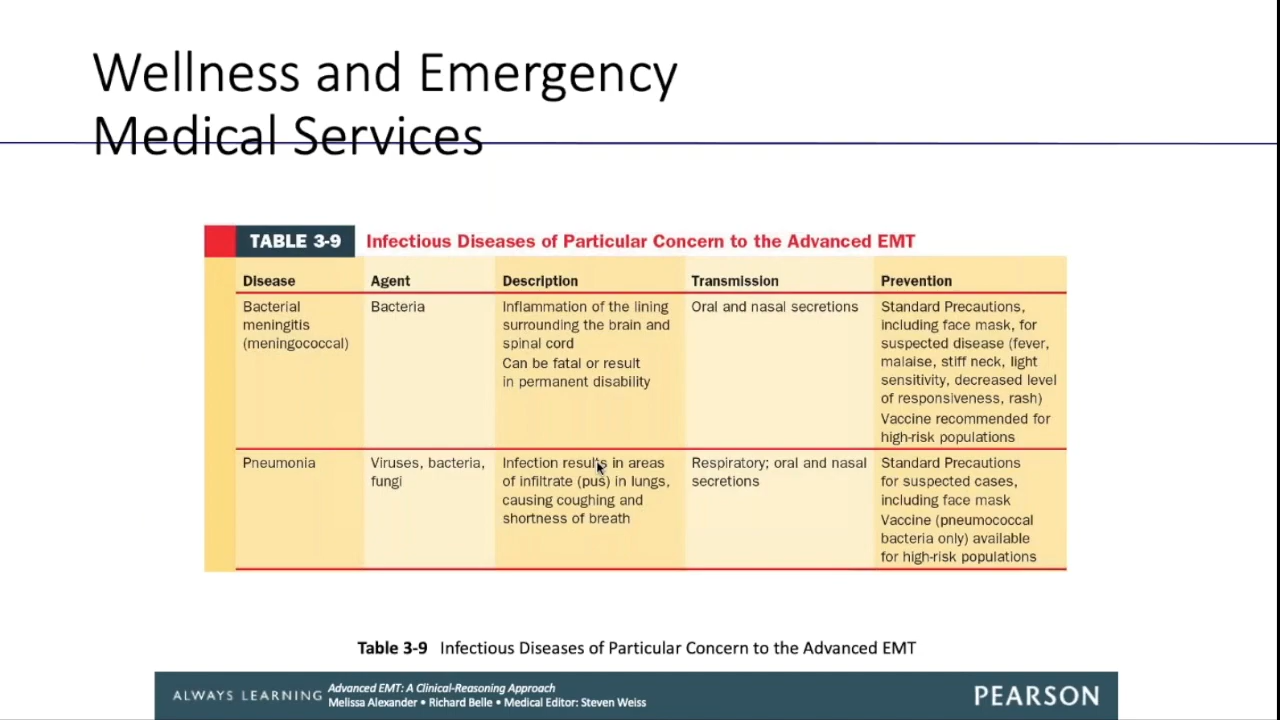 Wellness and Emergency
Medical Services
TABLE 3-9 Infectious Diseases of Particular Concern to the Advanced EMT
Disease Agent Description Transmission Prevention
Bacterial
meningitis
(meningococcal)
Bacteria
Inflammation of the lining
surrounding the brain and
spinal cord
Can be fatal or result
in permanent disability
Oral and nasal secretions
Standard Precautions,
including face mask, for
suspected disease (fever,
malaise, stiff neck, light
sensitivity, decreased level
of responsiveness, rash)
Vaccine recommended for
high-risk populations
Pneumonia
Viruses, bacteria,
fungi
Infection results in areas
of infiltrate (pus) in lungs,
causing coughing and
shortness of breath
Respiratory; oral and nasal
secretions
Standard Precautions
for suspected cases,
including face mask
Vaccine (pneumococcal
bacteria only) available
for high-risk populations
Table 3-9 Infectious Diseases of Particular Concern to the Advanced EMT
ALWAYS LEARNING
Advanced EMT: A Clinical-Reasoning Approach
Melissa Alexander • Richard Belle • Medical Editor: Steven Weiss
PEARSON